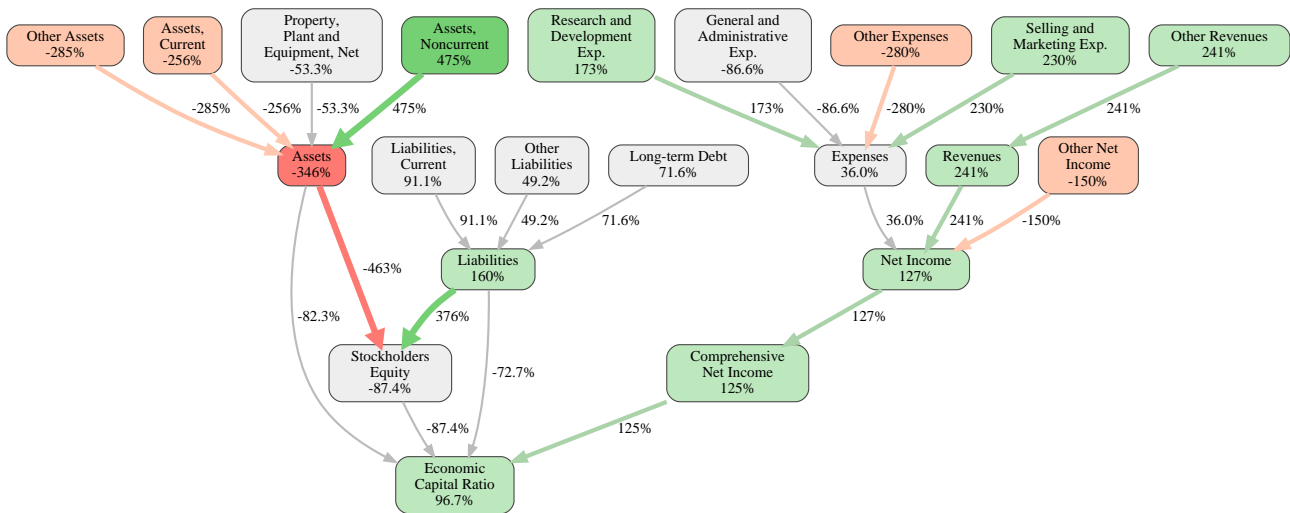 Other Assets
-285%
Assets,
Current
-256%
Property,
Plant and
Equipment, Net
-53.3%
Assets,
Noncurrent
475%
Research and
Development
Exp.
173%
General and
Administrative
Exp.
-86.6%
Other Expenses
-280%
Selling and
Marketing Exp.
230%
Other Revenues
241%
-285%
-256%
-53.3%
475%
173%
-86.6%
-280%
230%
241%
Assets
-346%
Liabilities,
Current
91.1%
Other
Liabilities
49.2%
Long-term Debt
71.6%
Expenses
36.0%
Revenues
241%
Other Net
Income
-150%
91.1%
49.2%
71.6%
36.0%
241%
-150%
-463%
Liabilities
160%
Net Income
127%
-82.3%
376%
127%
Stockholders
Equity
-87.4%
-72.7%
Comprehensive
Net Income
125%
-87.4%
125%
Economic
Capital Ratio
96.7%